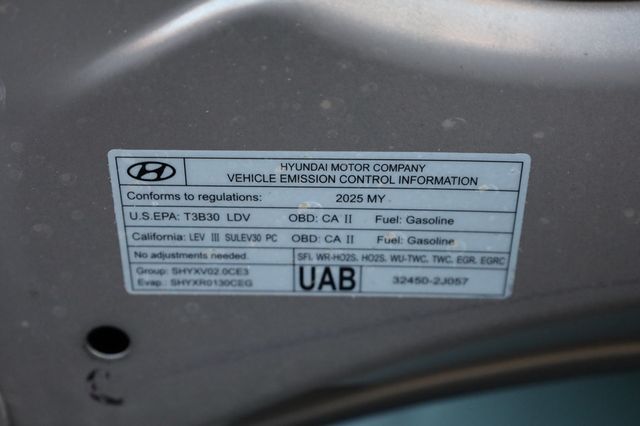 HYUNDAI MOTOR COMPANY
VEHICLE EMISSION CONTROL INFORMATION
Conforms to regulations: 2025 MY
U.S.EPA: T3B30 LDV OBD: CA II Fuel: Gasoline
California: LEV III SULEV30 PC OBD: CA II Fuel: Gasoline
No adjustments needed. SFI, WR-HO2S, HO2S, WU-TWC, TWC, EGR, EGRC
Group: SHYXV02.0CE3 UAB 32450-2J057
Evap.: SHYXR0130CEG